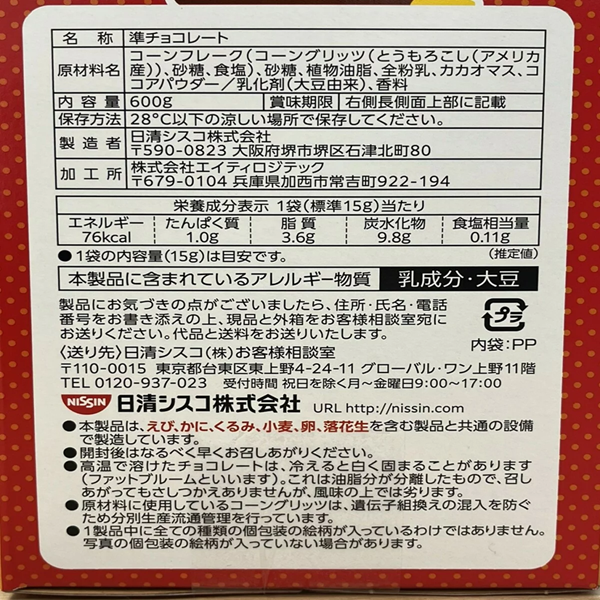 名称 準チョコレート
原材料名 コーンフレーク(コーングリッツ(とうもろこし(アメリカ
産))、砂糖、食塩)、砂糖、植物油脂、全粉乳、カカオマス、コ
コアパウダー/乳化剤(大豆由来)、香料
内容量 600g 賞味期限 右側長側面上部に記載
保存方法 28°C以下の涼しい場所で保存してください。
製造者 日清シスコ株式会社
〒590-0823 大阪府堺市堺区石津北町80
加工所 株式会社エイティロジテック
〒679-0104 兵庫県加西市常吉町922-194
栄養成分表示 1袋(標準15g)当たり
エネルギー たんぱく質 脂質 炭水化物 食塩相当量
76kcal 1.0g 3.6g 9.8g 0.11g
●1袋の内容量(15g)は目安です。 (推定値)
本製品に含まれているアレルギー物質 乳成分・大豆
製品にお気づきの点がございましたら、住所・氏名・電話
番号をお書き添えの上、現品と外箱をお客様相談室宛に
お送りください。代品と送料をお送りいたします。
プラ
内袋:PP
〈送り先〉日清シスコ(株)お客様相談室
〒110-0015 東京都台東区東上野4-24-11 グローバル・ワン上野11階
TEL 0120-937-023 受付時間 祝日を除く月〜金曜日9:00〜17:00
NISSIN 日清シスコ株式会社 URL http://nissin.com
●本製品は、えび、かに、くるみ、小麦、卵、落花生を含む製品と共通の設備
で製造しています。
●開封後はなるべく早くお召しあがりください。
●高温で溶けたチョコレートは、冷えると白く固まることがあります
(ファットブルームといいます)。これは油脂分が分離したもので、召し
あがってもさしつかえありませんが、風味の上では劣ります。
●原材料に使用しているコーングリッツは、遺伝子組換えの混入を防ぐ
ため分別生産流通管理を行っています。
●1製品中に全ての種類の個包装の絵柄が入っているわけではありません。
写真の個包装の絵柄が入っていない場合があります。